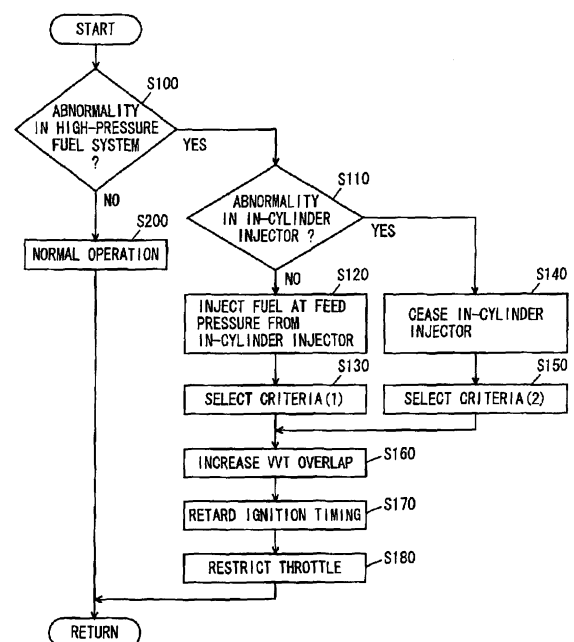 START
S100
ABNORMALITY
IN HIGH-PRESSURE
FUEL SYSTEM
?
YES
NO
S110
ABNORMALITY
IN IN-CYLINDER
INJECTOR ?
YES
NO
S200
NORMAL OPERATION
S120
INJECT FUEL AT FEED
PRESSURE FROM
IN-CYLINDER INJECTOR
S140
CEASE IN-CYLINDER
INJECTOR
S130
SELECT CRITERIA(1)
S150
SELECT CRITERIA(2)
S160
INCREASE VVT OVERLAP
S170
RETARD IGNITION TIMING
S180
RESTRICT THROTTLE
RETURN